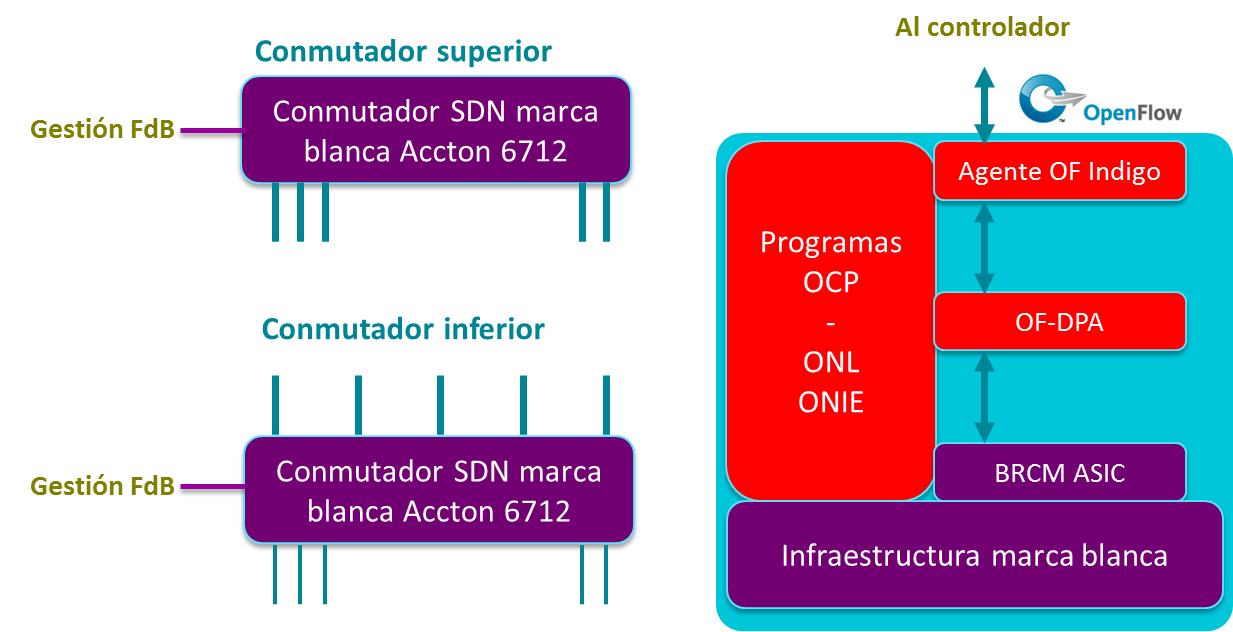 Conmutador superior
Gestión FdB
Conmutador SDN marca
blanca Accton 6712
Conmutador inferior
Gestión FdB
Conmutador SDN marca
blanca Accton 6712
Al controlador
OpenFlow
TM
Agente OF Indigo
Programas
OCP
-
ONL
ONIE
OF-DPA
BRCM ASIC
Infraestructura marca blanca